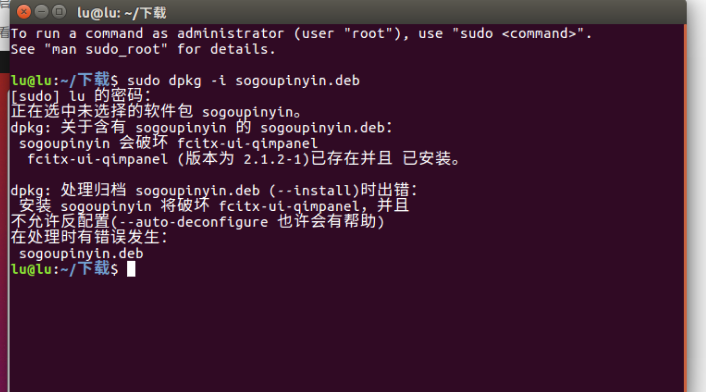 lu@lu: ~/下载
To run a command as administrator (user "root"), use "sudo <command>".
See "man sudo_root" for details.
lu@lu:~/下载$ sudo dpkg -i sogoupinyin.deb
[sudo] lu 的密码：
正在选中未选择的软件包 sogoupinyin。
dpkg: 关于含有 sogoupinyin 的 sogoupinyin.deb：
sogoupinyin 会破坏 fcitx-ui-qimpanel
fcitx-ui-qimpanel (版本为 2.1.2-1)已存在并且 已安装。
dpkg: 处理归档 sogoupinyin.deb (--install)时出错：
安装 sogoupinyin 将破坏 fcitx-ui-qimpanel，并且
不允许反配置(--auto-deconfigure 也许会有帮助)
在处理时有错误发生：
sogoupinyin.deb
lu@lu:~/下载$